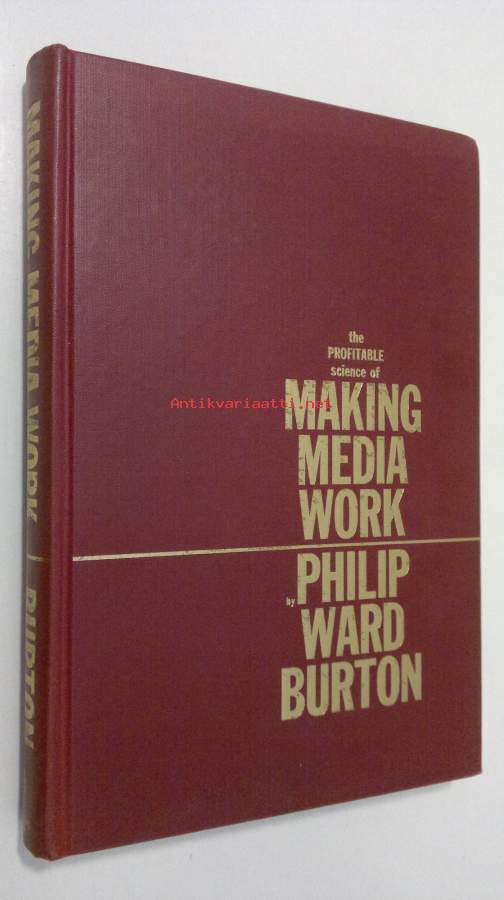 MAKING MEDIA WORK | BURTON
the
PROFITABLE
science of
MAKING
MEDIA
WORK
by PHILIP
WARD
BURTON
Antikvariaatti.net